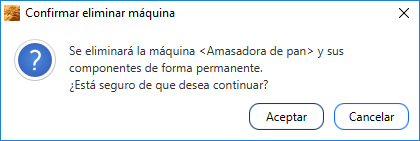 Confirmar eliminar máquina
Se eliminará la máquina <Amasadora de pan> y sus
componentes de forma permanente.
¿Está seguro de que desea continuar?
Aceptar
Cancelar